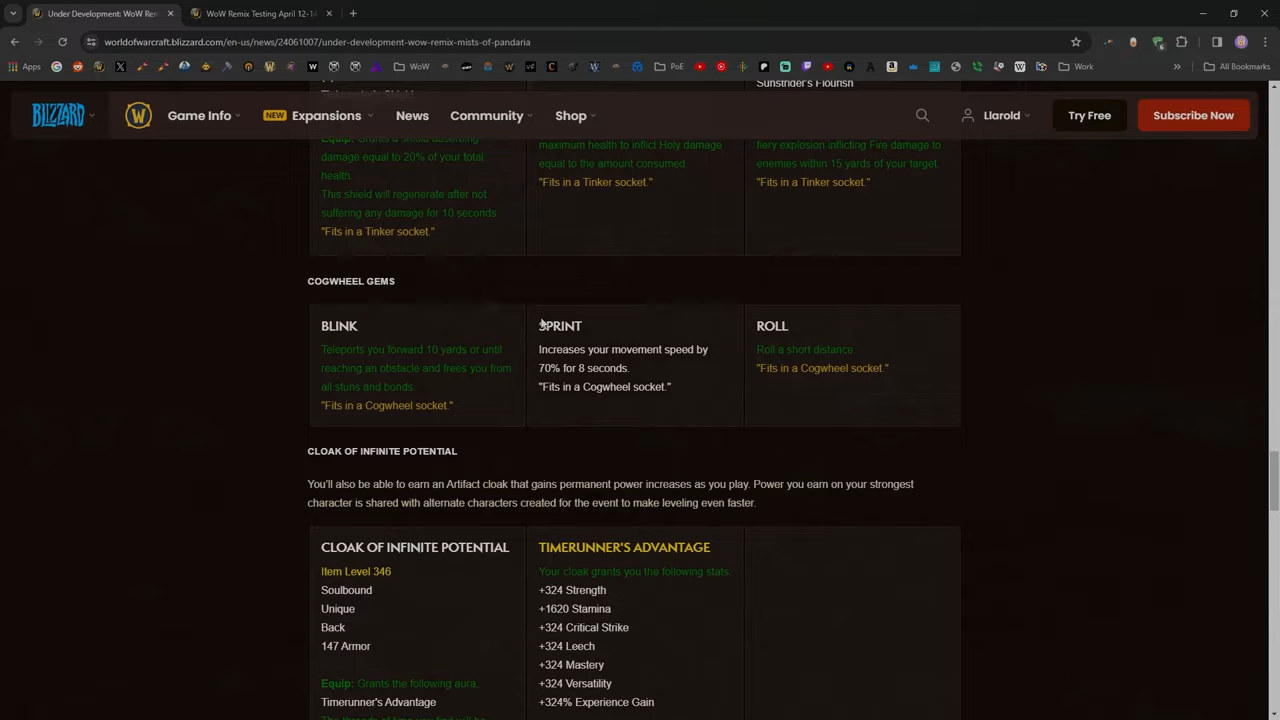 Under Development: WoW Rem
WoW Remix Testing April 12-14
worldofwarcraft.blizzard.com/en-us/news/24061007/under-development-wow-remix-mists-of-pandaria
Apps
WoW
PoE
Work
All Bookmarks
Sunstrider's Flourish
BLIZZARD
Game Info
NEW Expansions
News
Community
Shop
Llarold
Try Free
Subscribe Now
Equip: Grants a shield absorbing
damage equal to 20% of your total
health.
This shield will regenerate after not
suffering any damage for 10 seconds
"Fits in a Tinker socket."
maximum health to inflict Holy damage
equal to the amount consumed.
"Fits in a Tinker socket."
fiery explosion inflicting Fire damage to
enemies within 15 yards of your target.
"Fits in a Tinker socket."
COGWHEEL GEMS
BLINK
Teleports you forward 10 yards or until
reaching an obstacle and frees you from
all stuns and bonds.
"Fits in a Cogwheel socket."
SPRINT
Increases your movement speed by
70% for 8 seconds.
"Fits in a Cogwheel socket."
ROLL
Roll a short distance.
"Fits in a Cogwheel socket."
CLOAK OF INFINITE POTENTIAL
You'll also be able to earn an Artifact cloak that gains permanent power increases as you play. Power you earn on your strongest
character is shared with alternate characters created for the event to make leveling even faster.
CLOAK OF INFINITE POTENTIAL
Item Level 346
Soulbound
Unique
Back
147 Armor
Equip: Grants the following aura.
Timerunner's Advantage
The threads of time you find will be
TIMERUNNER'S ADVANTAGE
Your cloak grants you the following stats.
+324 Strength
+1620 Stamina
+324 Critical Strike
+324 Leech
+324 Mastery
+324 Versatility
+324% Experience Gain